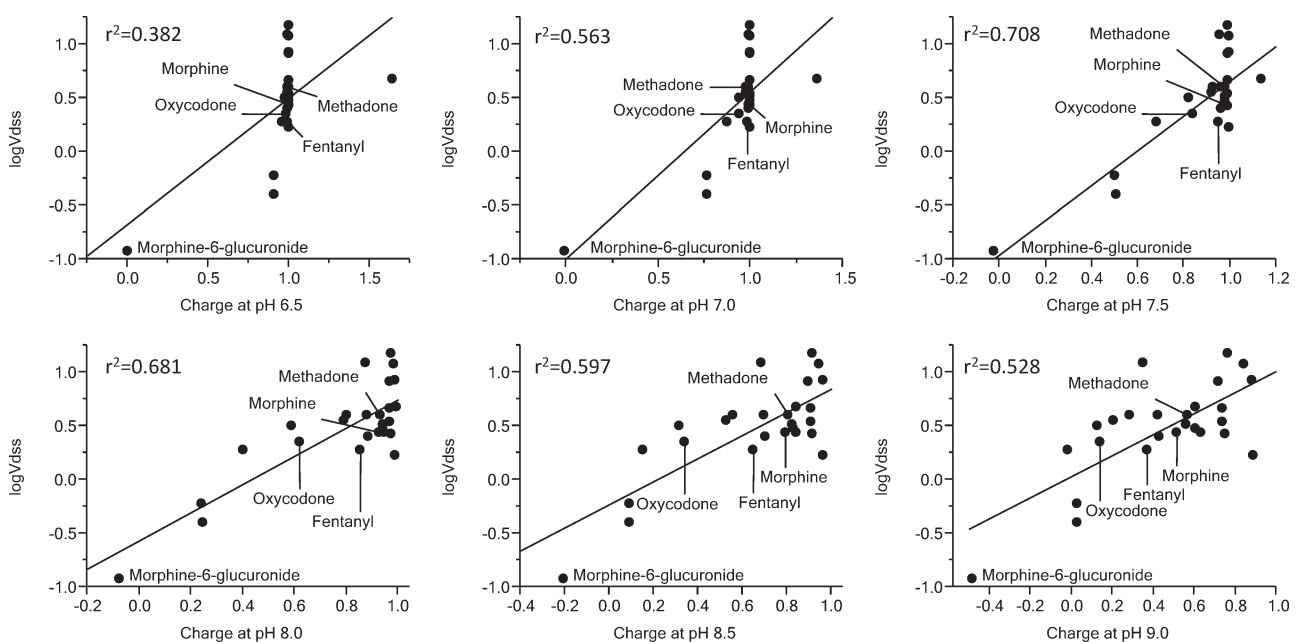 r²=0.382
1.0
0.5
0.0
-0.5
-1.0
logVdss
Morphine
Oxycodone
Methadone
Fentanyl
Morphine-6-glucuronide
0.0 0.5 1.0 1.5
Charge at pH 6.5
r²=0.563
1.0
0.5
0.0
-0.5
-1.0
logVdss
Methadone
Oxycodone
Morphine
Fentanyl
Morphine-6-glucuronide
0.0 0.5 1.0 1.5
Charge at pH 7.0
r²=0.708
1.0
0.5
0.0
-0.5
-1.0
logVdss
Methadone
Morphine
Oxycodone
Fentanyl
Morphine-6-glucuronide
-0.2 -0.0 0.2 0.4 0.6 0.8 1.0 1.2
Charge at pH 7.5
r²=0.681
1.0
0.5
0.0
-0.5
-1.0
logVdss
Methadone
Morphine
Oxycodone
Fentanyl
Morphine-6-glucuronide
-0.2 0.0 0.2 0.4 0.6 0.8 1.0
Charge at pH 8.0
r²=0.597
1.0
0.5
0.0
-0.5
-1.0
logVdss
Methadone
Morphine
Oxycodone
Fentanyl
Morphine-6-glucuronide
-0.4 -0.2 0.0 0.2 0.4 0.6 0.8 1.0
Charge at pH 8.5
r²=0.528
1.0
0.5
0.0
-0.5
-1.0
logVdss
Methadone
Morphine
Fentanyl
Oxycodone
Morphine-6-glucuronide
-0.4 -0.2 0.0 0.2 0.4 0.6 0.8 1.0
Charge at pH 9.0